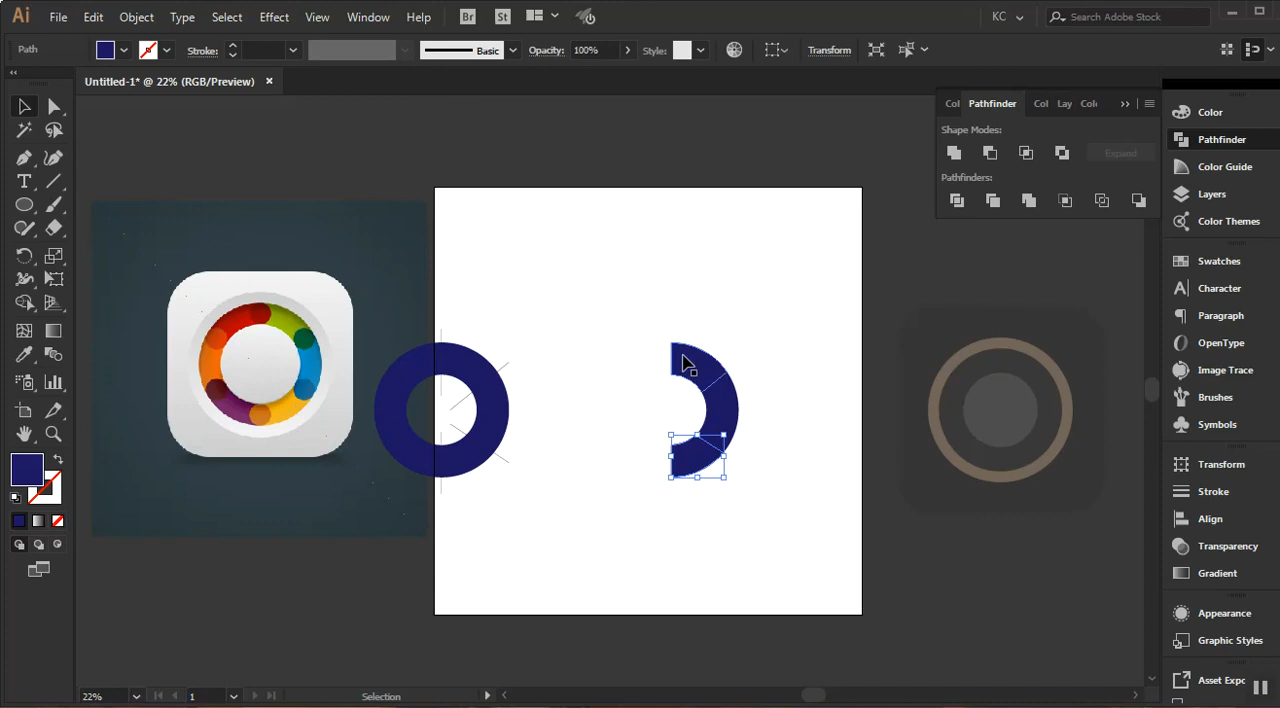 Ai File Edit Object Type Select Effect View Window Help Br St KC Search Adobe Stock
Path Stroke: Basic Opacity: 100% Style: Transform
Untitled-1* @ 22% (RGB/Preview) ×
Col Pathfinder Col Lay Colo
Shape Modes:
Expand
Pathfinders:
Color
Pathfinder
Color Guide
Layers
Color Themes
Swatches
Character
Paragraph
OpenType
Image Trace
Brushes
Symbols
Transform
Stroke
Align
Transparency
Gradient
Appearance
Graphic Styles
Asset Expo
22% 1 Selection